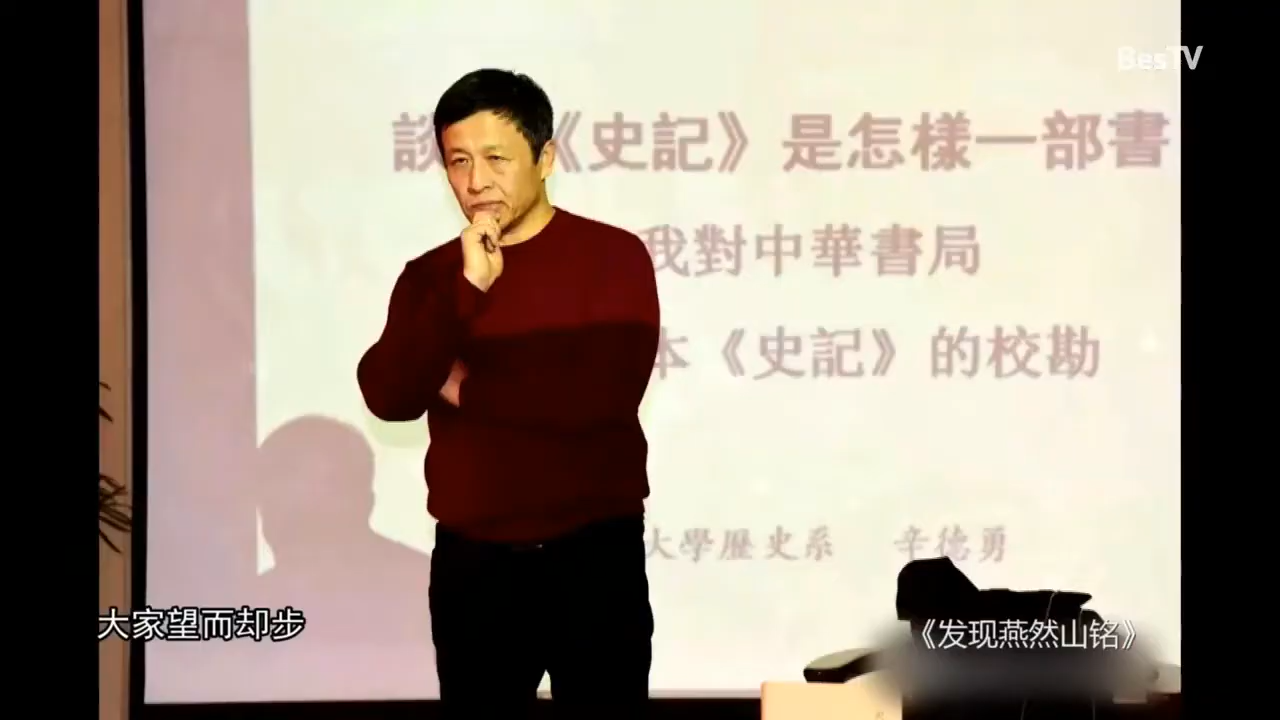 BesTV
談《史記》是怎樣一部書
我對中華書局
本《史記》的校勘
大學歷史系 辛德勇
大家望而却步
《发现燕然山铭》